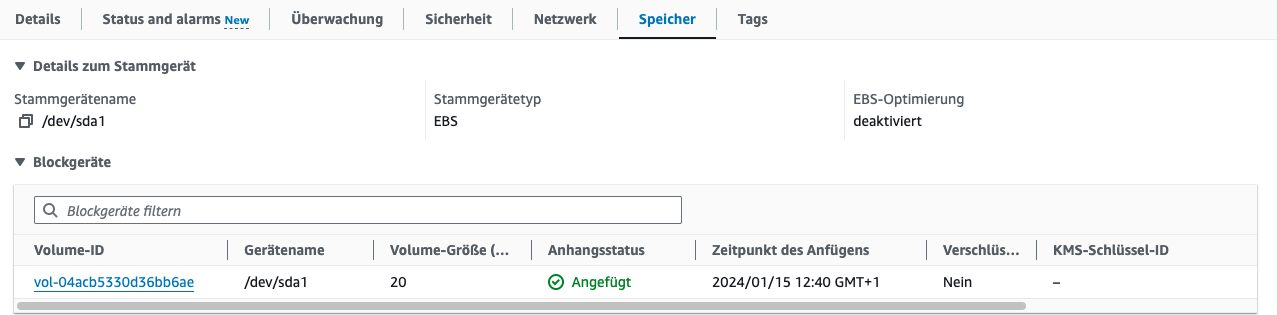 Details Status and alarms New Überwachung Sicherheit Netzwerk Speicher Tags
Details zum Stammgerät
Stammgerätename Stammgerätetyp EBS-Optimierung
/dev/sda1 EBS deaktiviert
Blockgeräte
Blockgeräte filtern
Volume-ID Gerätename Volume-Größe (... Anhangsstatus Zeitpunkt des Anfügens Verschlüs... KMS-Schlüssel-ID
vol-04acb5330d36bb6ae /dev/sda1 20 Angefügt 2024/01/15 12:40 GMT+1 Nein –